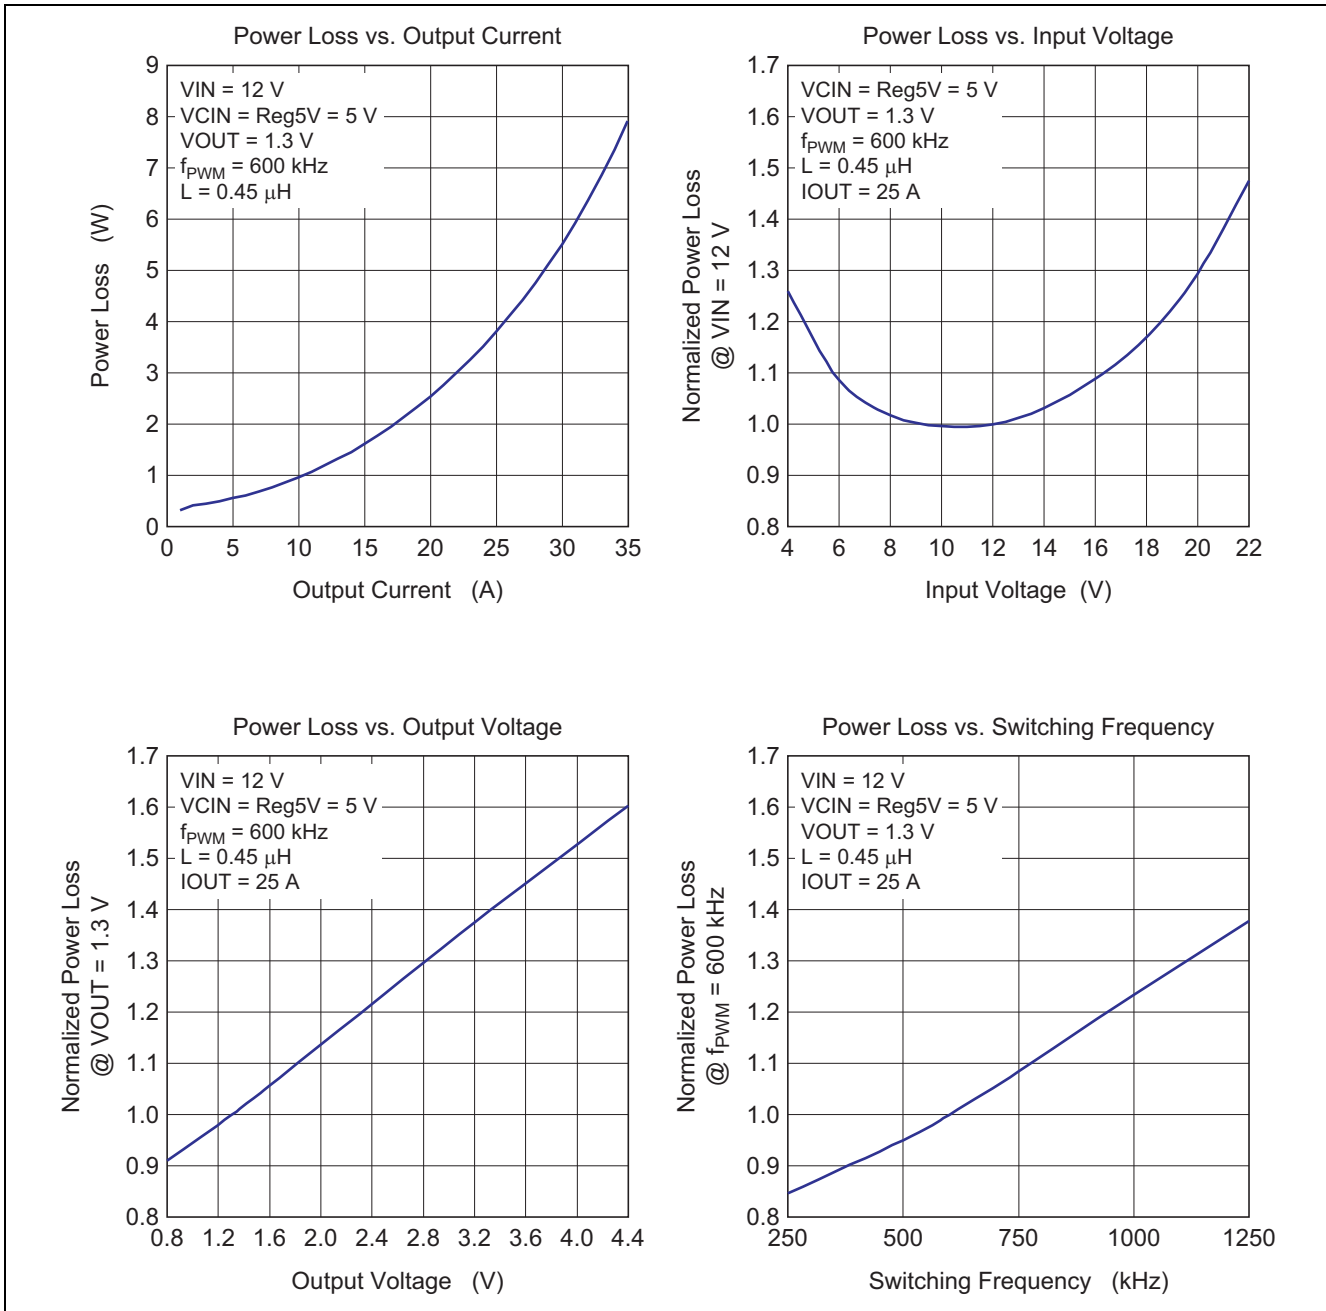 Power Loss vs. Output Current
9
8
7
6
5
4
3
2
1
0
VIN = 12 V
VCIN = Reg5V = 5 V
VOUT = 1.3 V
fPWM = 600 kHz
L = 0.45 μH
Power Loss (W)
0 5 10 15 20 25 30 35
Output Current (A)
Power Loss vs. Input Voltage
1.7
1.6
1.5
1.4
1.3
1.2
1.1
1.0
0.9
0.8
VCIN = Reg5V = 5 V
VOUT = 1.3 V
fPWM = 600 kHz
L = 0.45 μH
IOUT = 25 A
Normalized Power Loss
@ VIN = 12 V
4 6 8 10 12 14 16 18 20 22
Input Voltage (V)
Power Loss vs. Output Voltage
1.7
1.6
1.5
1.4
1.3
1.2
1.1
1.0
0.9
0.8
VIN = 12 V
VCIN = Reg5V = 5 V
fPWM = 600 kHz
L = 0.45 μH
IOUT = 25 A
Normalized Power Loss
@ VOUT = 1.3 V
0.8 1.2 1.6 2.0 2.4 2.8 3.2 3.6 4.0 4.4
Output Voltage (V)
Power Loss vs. Switching Frequency
1.7
1.6
1.5
1.4
1.3
1.2
1.1
1.0
0.9
0.8
VIN = 12 V
VCIN = Reg5V = 5 V
VOUT = 1.3 V
L = 0.45 μH
IOUT = 25 A
Normalized Power Loss
@ fPWM = 600 kHz
250 500 750 1000 1250
Switching Frequency (kHz)